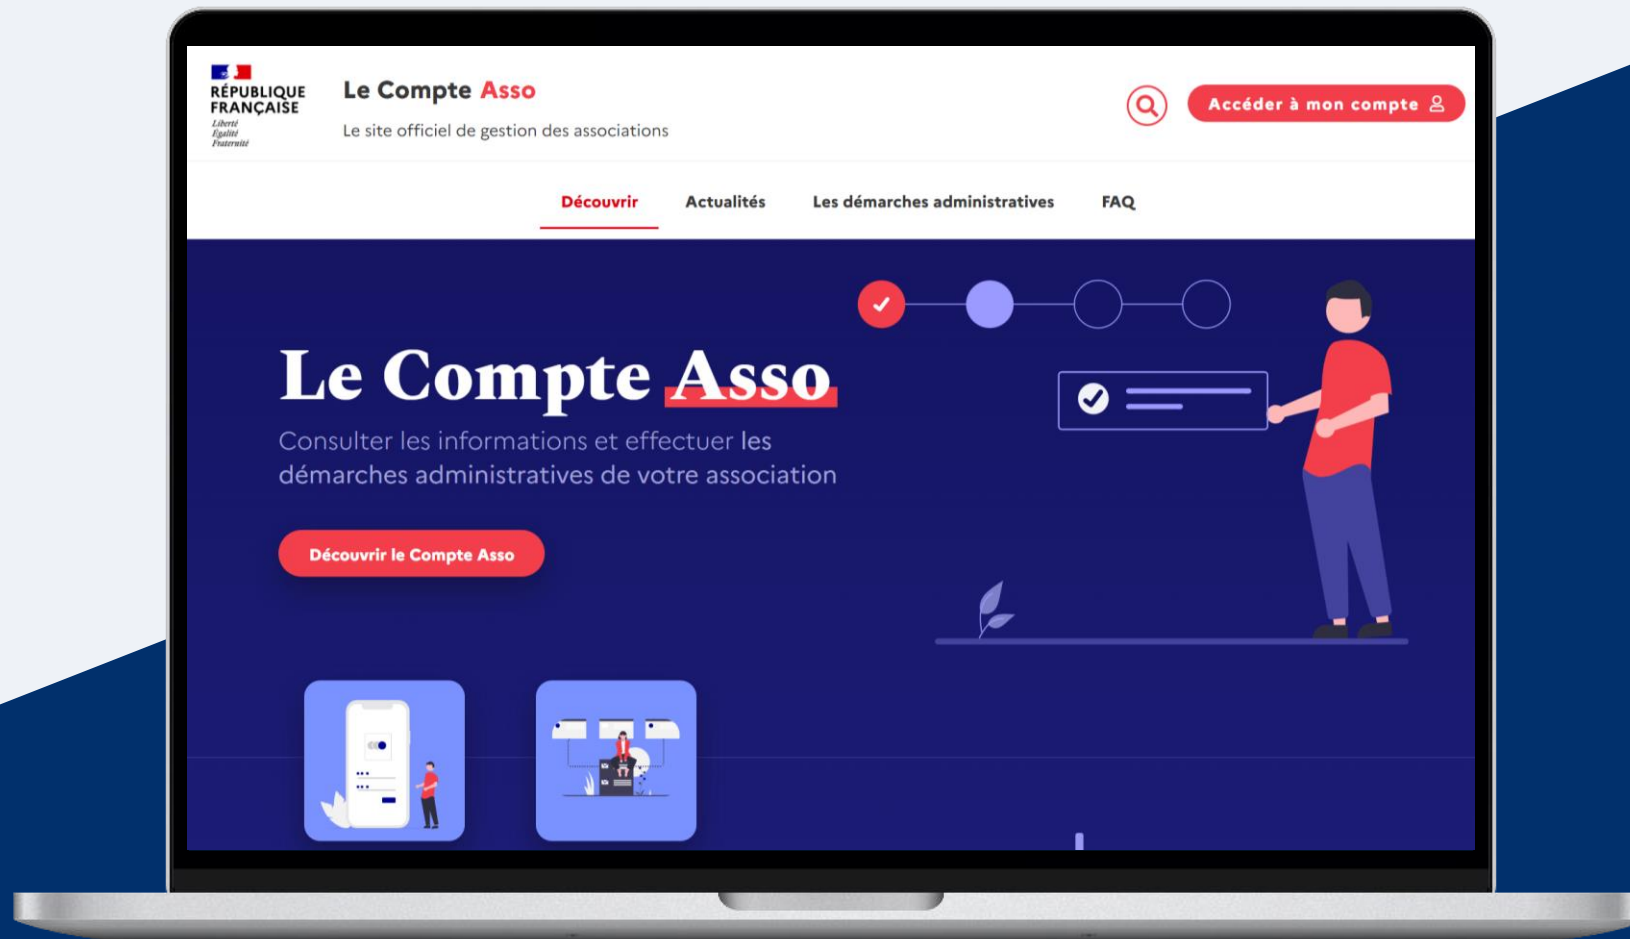 RÉPUBLIQUE
FRANÇAISE
Liberté
Égalité
Fraternité
Le Compte Asso
Le site officiel de gestion des associations
Accéder à mon compte
Découvrir
Actualités
Les démarches administratives
FAQ
Le Compte Asso
Consulter les informations et effectuer les
démarches administratives de votre association
Découvrir le Compte Asso